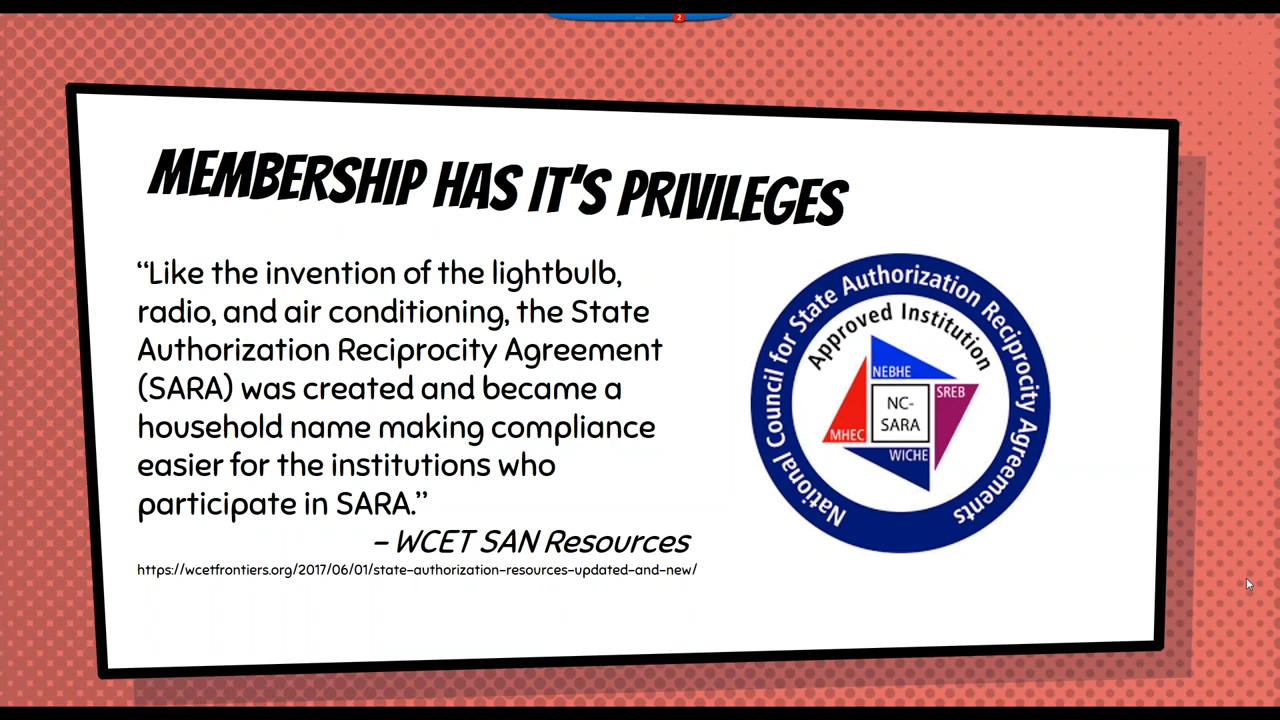 2
MEMBERSHIP HAS IT'S PRIVILEGES
“Like the invention of the lightbulb,
radio, and air conditioning, the State
Authorization Reciprocity Agreement
(SARA) was created and became a
household name making compliance
easier for the institutions who
participate in SARA.”
– WCET SAN Resources
https://wcetfrontiers.org/2017/06/01/state-authorization-resources-updated-and-new/
National Council for State Authorization Reciprocity Agreements
Approved Institution
NEBHE
SREB
NC-
SARA
MHEC
WICHE